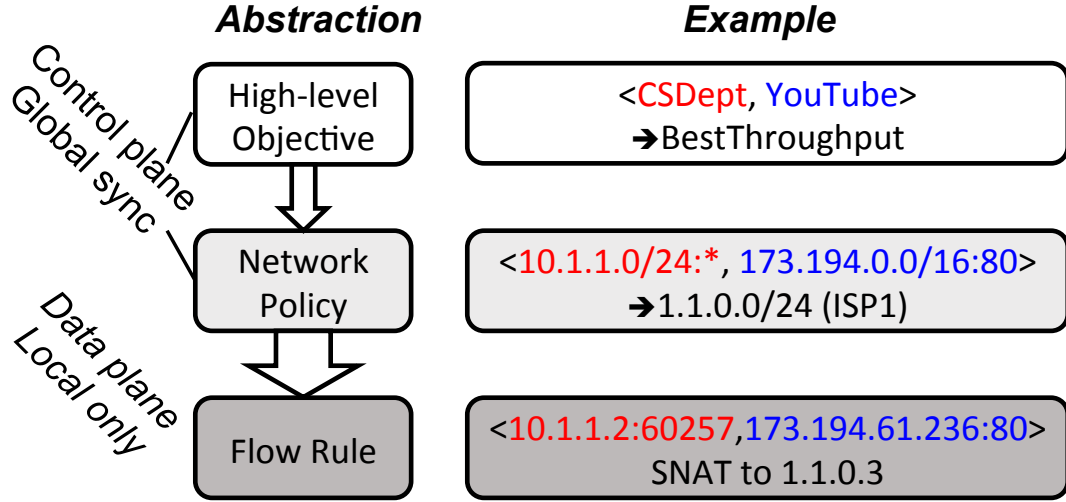 Abstraction
Example
Control plane
Global sync
High-level
Objective
<CSDept, YouTube>
➔BestThroughput
Network
Policy
<10.1.1.0/24:*, 173.194.0.0/16:80>
➔1.1.0.0/24 (ISP1)
Data plane
Local only
Flow Rule
<10.1.1.2:60257,173.194.61.236:80>
SNAT to 1.1.0.3